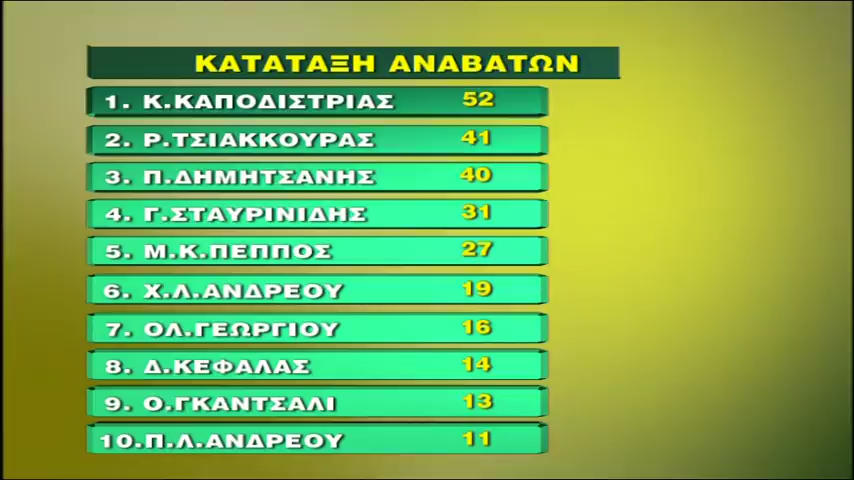 ΚΑΤΑΤΑΞΗ ΑΝΑΒΑΤΩΝ
1. Κ.ΚΑΠΟΔΙΣΤΡΙΑΣ 52
2. Ρ.ΤΣΙΑΚΚΟΥΡΑΣ 41
3. Π.ΔΗΜΗΤΣΑΝΗΣ 40
4. Γ.ΣΤΑΥΡΙΝΙΔΗΣ 31
5. Μ.Κ.ΠΕΠΠΟΣ 27
6. Χ.Λ.ΑΝΔΡΕΟΥ 19
7. ΟΛ.ΓΕΩΡΓΙΟΥ 16
8. Δ.ΚΕΦΑΛΑΣ 14
9. Ο.ΓΚΑΝΤΣΑΛΙ 13
10.Π.Λ.ΑΝΔΡΕΟΥ 11